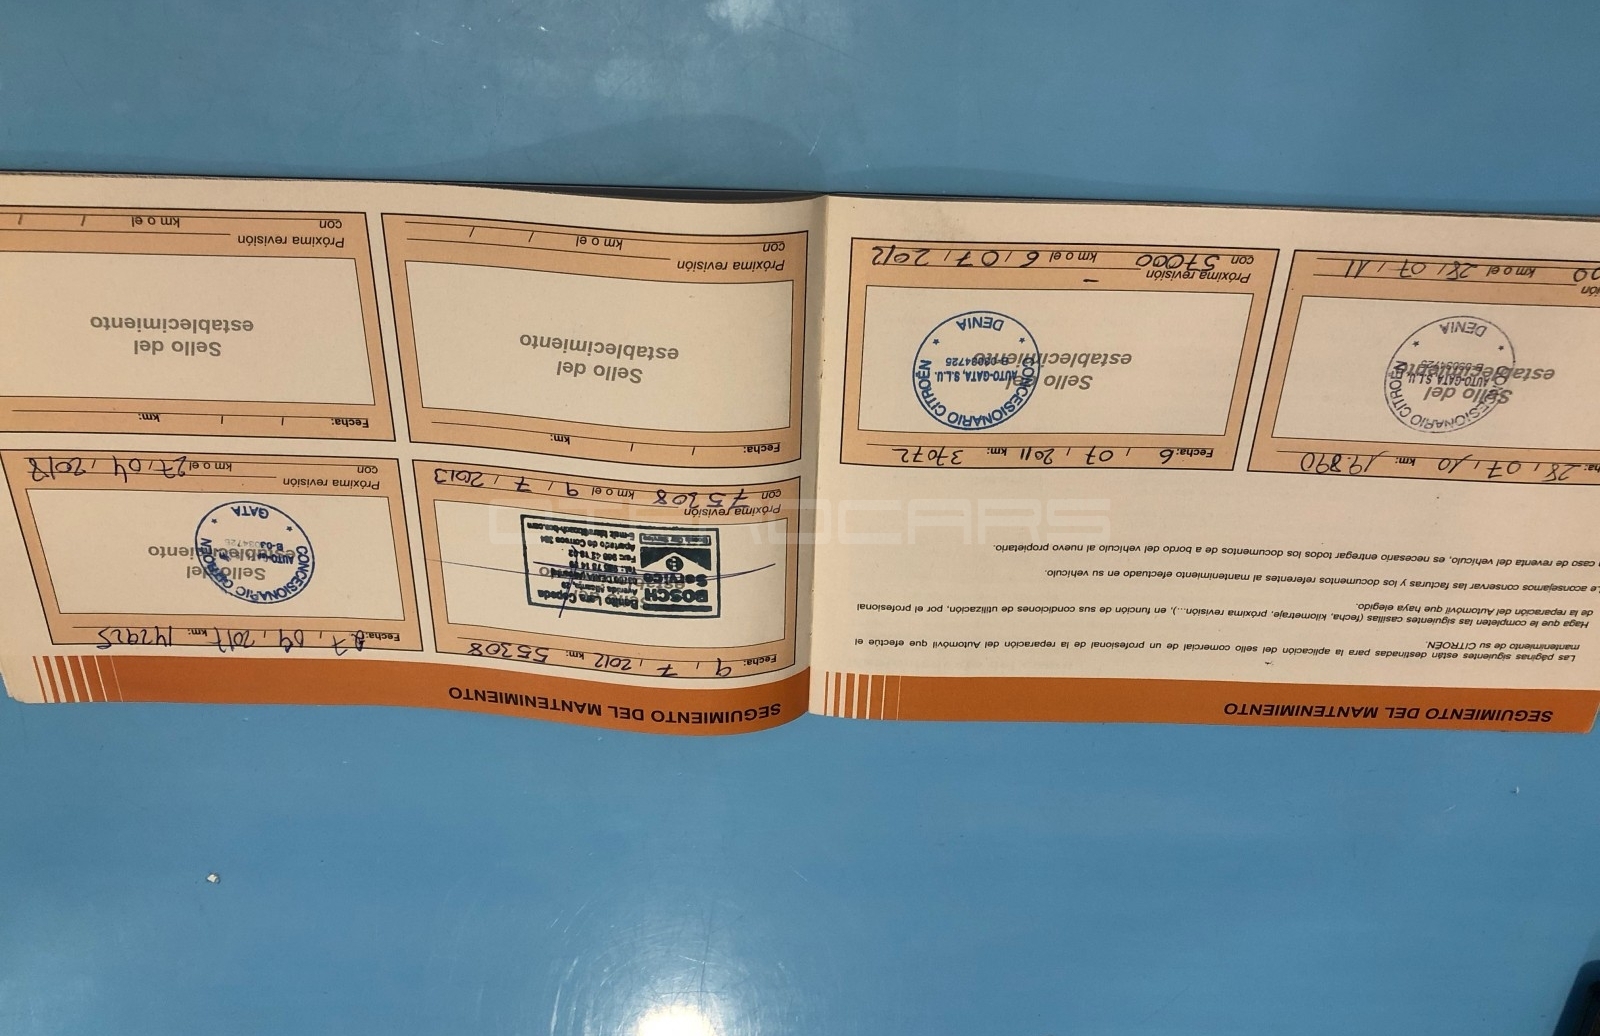 SEGUIMIENTO DEL MANTENIMIENTO
Las páginas siguientes están destinadas para la aplicación del sello comercial de un profesional de la reparación del Automóvil que efectúe el
mantenimiento de su CITROËN.
Haga que le completen las siguientes casillas (fecha, kilometraje, próxima revisión...), en función de sus condiciones de utilización, por el profesional
de la reparación del Automóvil que haya elegido.
Le aconsejamos conservar las facturas y los documentos referentes al mantenimiento efectuado en su vehículo.
caso de reventa del vehículo, es necesario entregar todos los documentos de a bordo del vehículo al nuevo propietario.
28 / 07 / 10 km: 19.890
Sello del
establecimiento
CONCESIONARIO CITROËN
AUTO-GATA, S.L.U.
DENIA
km o el 28 / 07 / 11
Fecha: 6 / 07 / 2011 km: 37072
Sello del
establecimiento
CONCESIONARIO CITROËN
AUTO-GATA, S.L.U.
B-03084725
DENIA
Próxima revisión
con 57000 km o el 6 / 07 / 2012
SEGUIMIENTO DEL MANTENIMIENTO
Fecha: 9 / 7 / 2012 km: 55308
Benito Lara Cepeda
BOSCH
Service
Apartado de Correos 304
Próxima revisión
con 75308 km o el 9 / 7 / 2013
Fecha: 27 / 04 / 2017 km: 142925
Sello del
establecimiento
CONCESIONARIO CITROËN
GATA
Próxima revisión
con km o el 27 / 04 / 2018
Fecha: / / km:
Sello del
establecimiento
Próxima revisión
con km o el / /
Fecha: / / km:
Sello del
establecimiento
Próxima revisión
con km o el / /